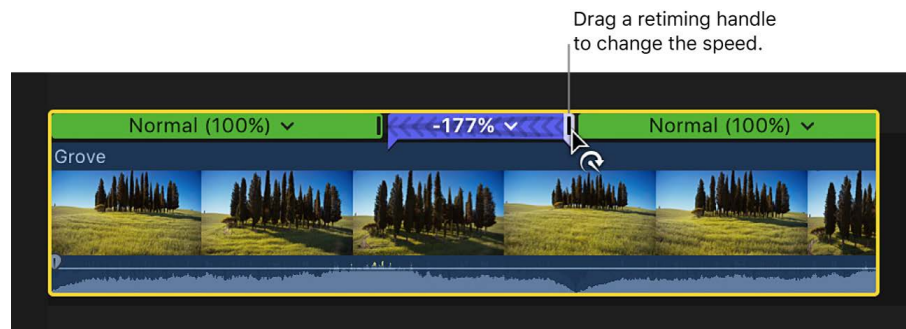 Drag a retiming handle
to change the speed.
Normal (100%)
-177%
Normal (100%)
Grove